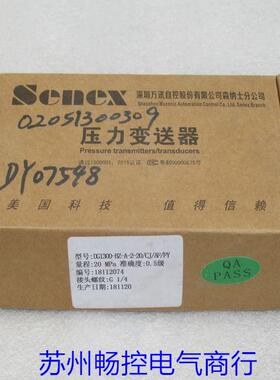 Senex
深圳万讯自控股份有限公司森纳士分公司
Shenzhen Maxonic Automation Control Co., Ltd. Senex Branch
02051300309
压力变送器
Pressure transmitters/transducers
DY07548
美国科技 值得信赖
型号:DG1300-BZ-A-2-20/CJ/AF/PY
量程:20 MPa 准确度:0.5级
编号:18112074
接头螺纹:G 1/4
生产日期:181120
QA
PASS
苏州畅控电气商行